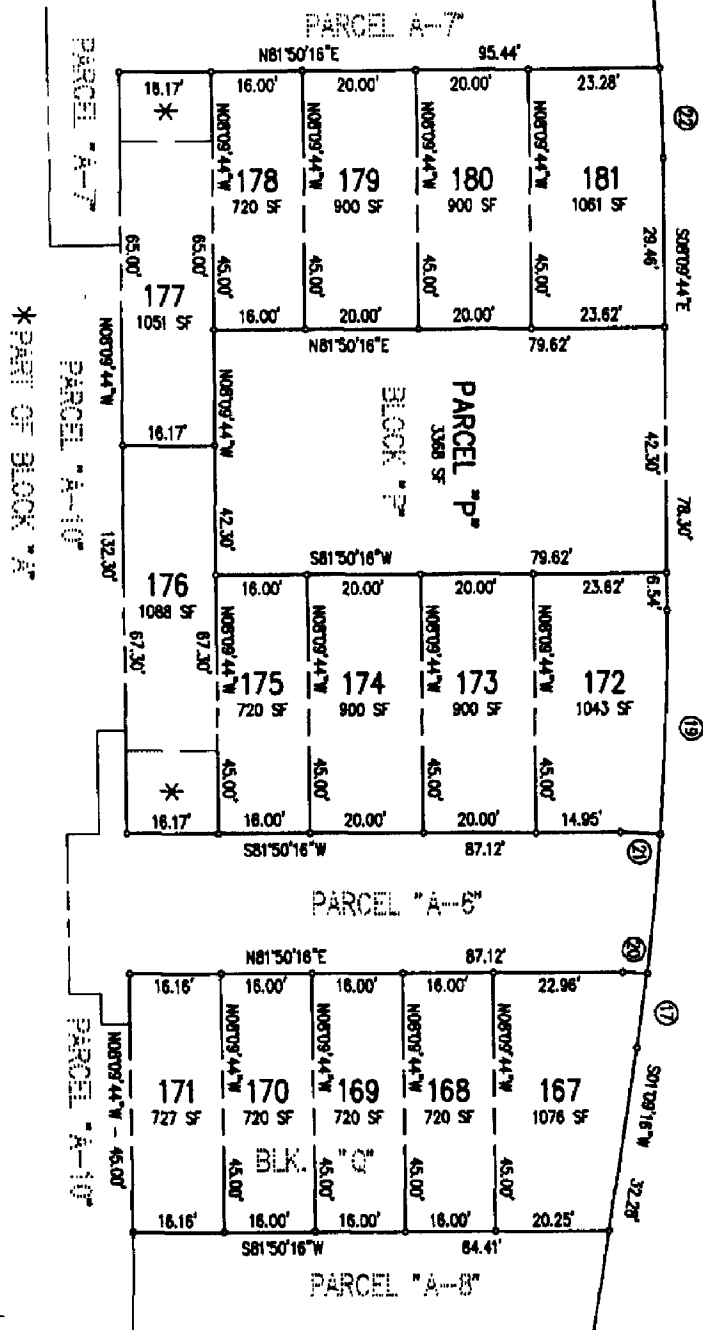 PARCEL A-7"
N81°50'16"E 95.44'
16.17' 16.00' 20.00' 20.00' 23.28'
*
22
PARCEL "A-7"
N08°09'44"W N08°09'44"W N08°09'44"W N08°09'44"W
178 179 180 181
720 SF 900 SF 900 SF 1061 SF
S08°09'44"E
29.46'
65.00' 65.00'
45.00' 45.00' 45.00' 45.00'
177
1051 SF
16.00' 20.00' 20.00' 23.62'
N81°50'16"E 79.62'
N08°09'44"W
N08°09'44"W
PARCEL "A-10"
* PART OF BLOCK "A"
PARCEL "P"
3368 SF
BLOCK "P"
16.17'
42.30' 78.30'
42.30'
132.30'
S81°50'16"W 79.62'
16.00' 20.00' 20.00' 23.62'
6.54'
176
1088 SF
67.30' 67.30'
N08°09'44"W N08°09'44"W N08°09'44"W N08°09'44"W
175 174 173 172
720 SF 900 SF 900 SF 1043 SF
19
45.00' 45.00' 45.00' 45.00'
*
16.17' 16.00' 20.00' 20.00' 14.95'
S81°50'16"W 87.12'
21
PARCEL "A-6"
20
N81°50'16"E 87.12'
16.16' 16.00' 16.00' 16.00' 22.96'
17
PARCEL "A-10"
N08°09'44"W - 45.00'
N08°09'44"W N08°09'44"W N08°09'44"W N08°09'44"W
S01°09'16"W
32.28'
171 170 169 168 167
727 SF 720 SF 720 SF 720 SF 1076 SF
BLK. "Q"
45.00' 45.00' 45.00' 45.00'
16.16' 16.00' 16.00' 16.00' 20.25'
S81°50'16"W 84.41'
PARCEL "A-8"